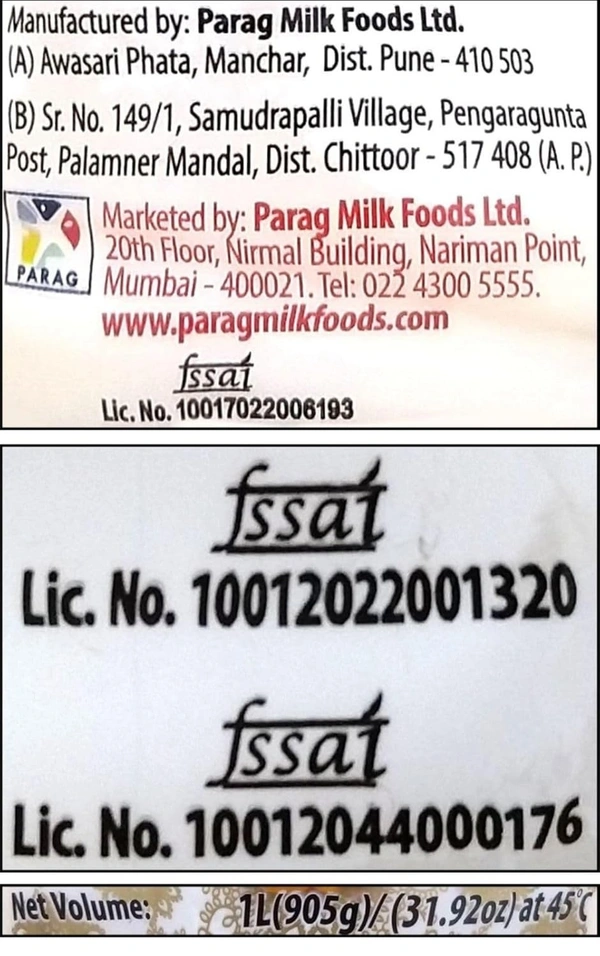 Manufactured by: Parag Milk Foods Ltd.
(A) Awasari Phata, Manchar, Dist. Pune - 410 503
(B) Sr. No. 149/1, Samudrapalli Village, Pengaragunta
Post, Palamner Mandal, Dist. Chittoor - 517 408 (A. P.)
PARAG
Marketed by: Parag Milk Foods Ltd.
20th Floor, Nirmal Building, Nariman Point,
Mumbai - 400021. Tel: 022 4300 5555.
www.paragmilkfoods.com
fssai
Lic. No. 10017022006193
fssai
Lic. No. 10012022001320
fssai
Lic. No. 10012044000176
Net Volume: 1L(905g)/(31.92oz) at 45°C